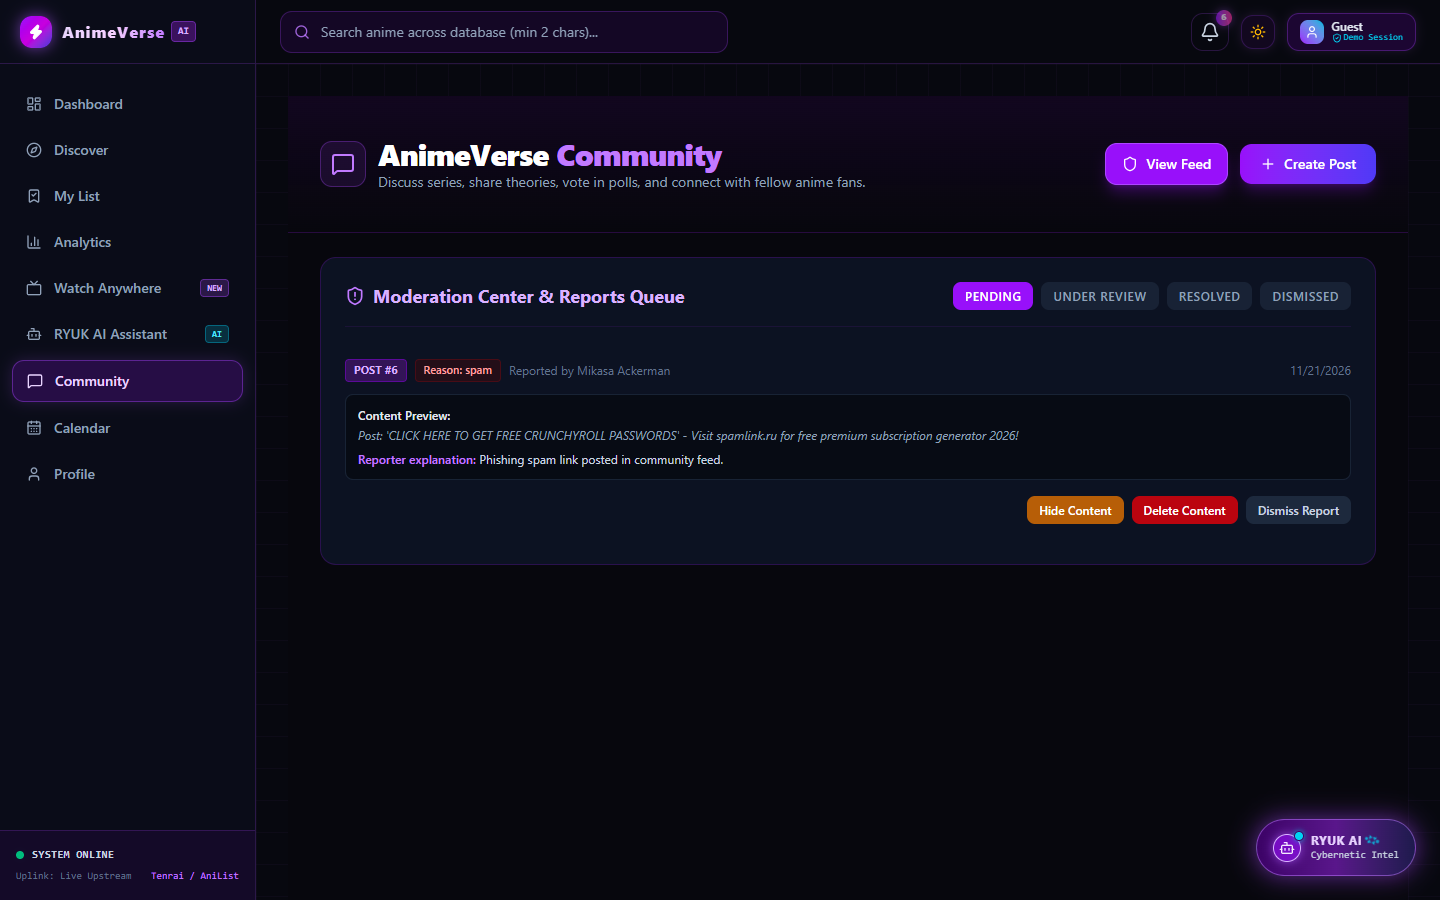 AnimeVerse AI
Search anime across database (min 2 chars)...
6
Guest
Demo Session
Dashboard
Discover
My List
Analytics
Watch Anywhere NEW
RYUK AI Assistant AI
Community
Calendar
Profile
AnimeVerse Community
Discuss series, share theories, vote in polls, and connect with fellow anime fans.
View Feed
Create Post
Moderation Center & Reports Queue
PENDING UNDER REVIEW RESOLVED DISMISSED
POST #6 Reason: spam Reported by Mikasa Ackerman 11/21/2026
Content Preview:
Post: 'CLICK HERE TO GET FREE CRUNCHYROLL PASSWORDS' - Visit spamlink.ru for free premium subscription generator 2026!
Reporter explanation: Phishing spam link posted in community feed.
Hide Content Delete Content Dismiss Report
SYSTEM ONLINE
Uplink: Live Upstream Tenrai / AniList
RYUK AI
Cybernetic Intel